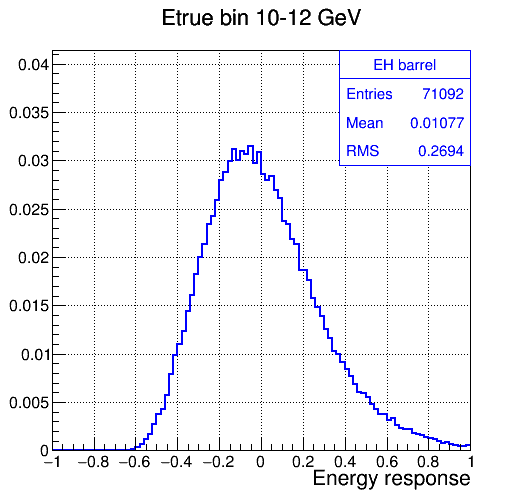 Etrue bin 10-12 GeV
EH barrel
Entries 71092
Mean 0.01077
RMS 0.2694
0.04
0.035
0.03
0.025
0.02
0.015
0.01
0.005
0
−1 −0.8 −0.6 −0.4 −0.2 0 0.2 0.4 0.6 0.8 1
Energy response